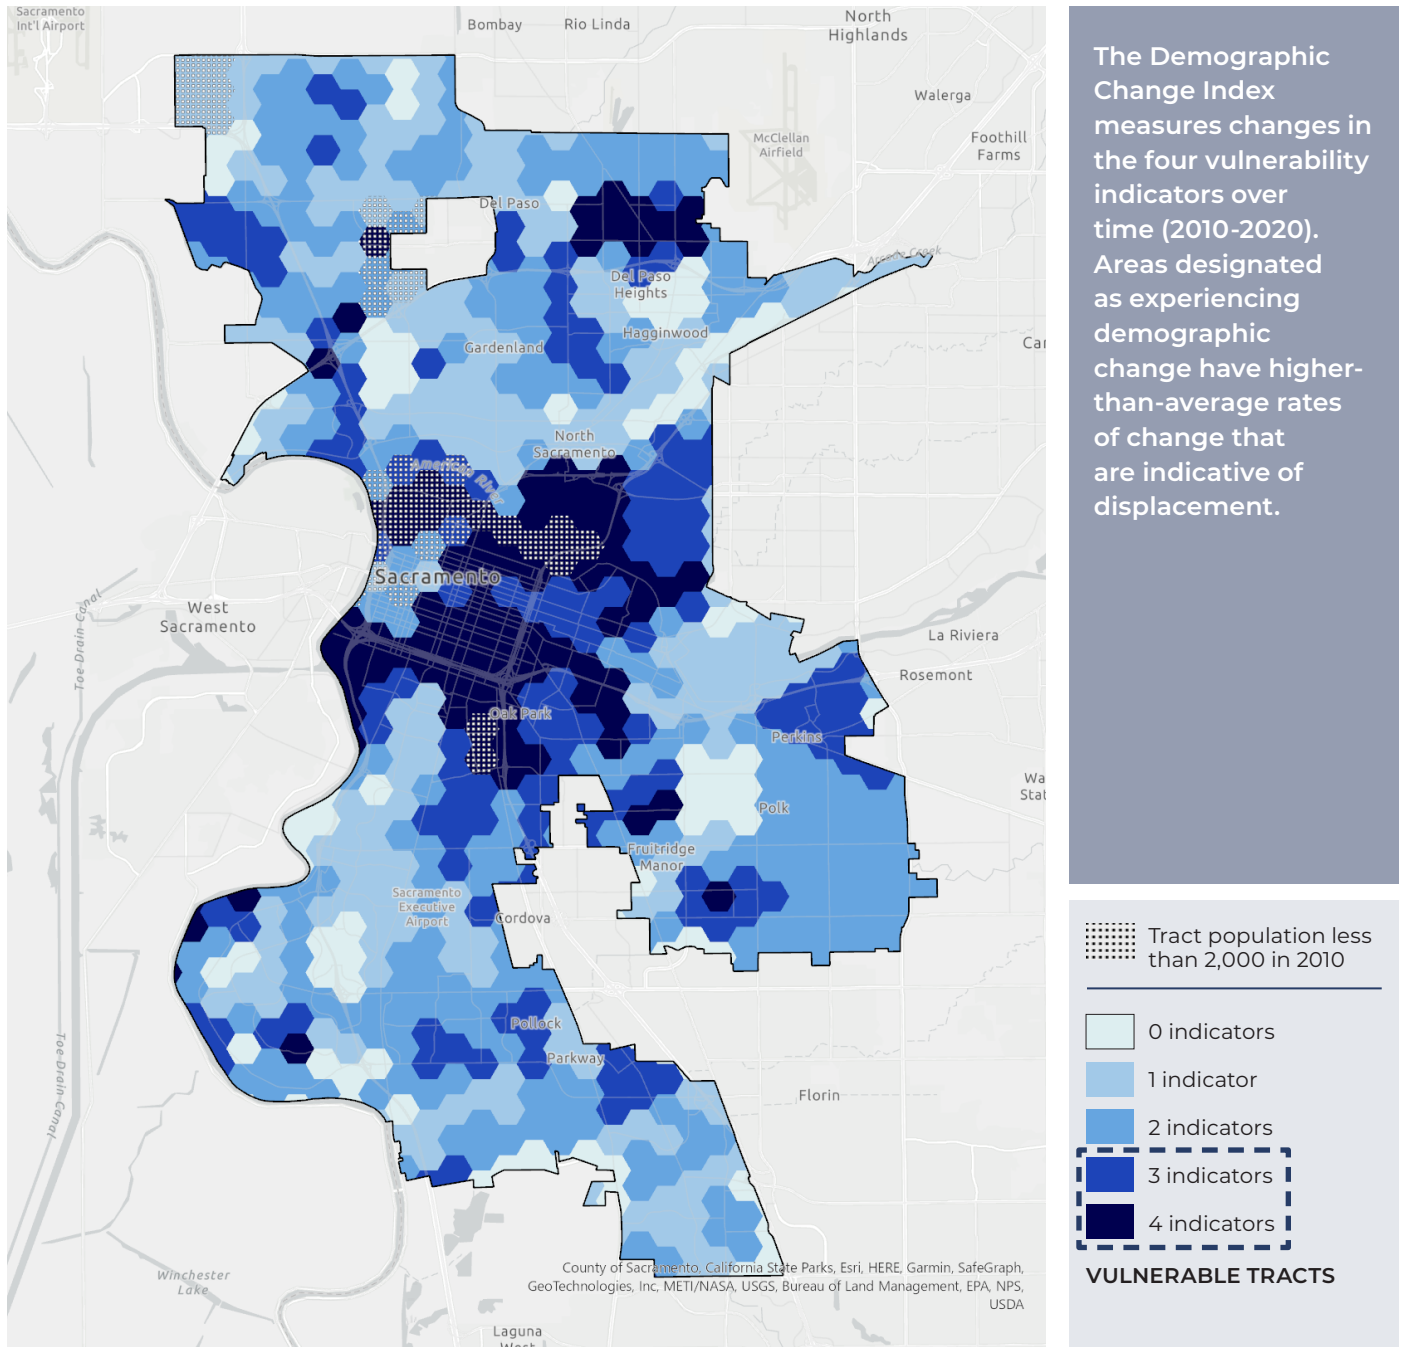 Sacramento
Int'l Airport
Bombay
Rio Linda
North
Highlands
Walerga
McClellan
Airfield
Foothill
Farms
Del Paso
Arcade Creek
Del Paso
Heights
Hagginwood
Gardenland
Car
North
Sacramento
American River
Sacramento
West
Sacramento
Toe Drain Canal
La Riviera
Rosemont
Oak Park
Perkins
Wa
Stat
Polk
Fruitridge
Manor
Sacramento
Executive
Airport
Cordova
Pollock
Parkway
Toe Drain Canal
Florin
Winchester
Lake
County of Sacramento, California State Parks, Esri, HERE, Garmin, SafeGraph,
GeoTechnologies, Inc, METI/NASA, USGS, Bureau of Land Management, EPA, NPS,
USDA
Laguna
West
The Demographic
Change Index
measures changes in
the four vulnerability
indicators over
time (2010-2020).
Areas designated
as experiencing
demographic
change have higher-
than-average rates
of change that
are indicative of
displacement.
Tract population less
than 2,000 in 2010
0 indicators
1 indicator
2 indicators
3 indicators
4 indicators
VULNERABLE TRACTS